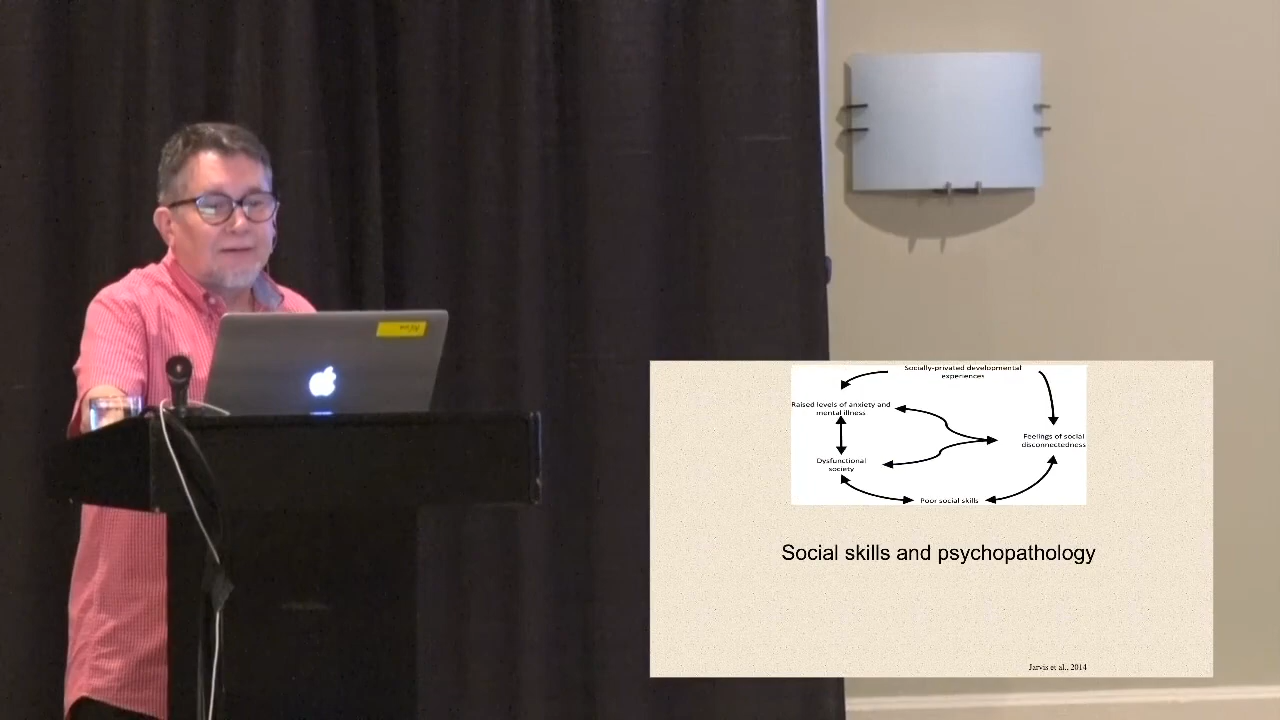 Socially-privated developmental
experiences
Raised levels of anxiety and
mental illness
Feelings of social
disconnectedness
Dysfunctional
society
Poor social skills
Social skills and psychopathology
Jarvis et al., 2014